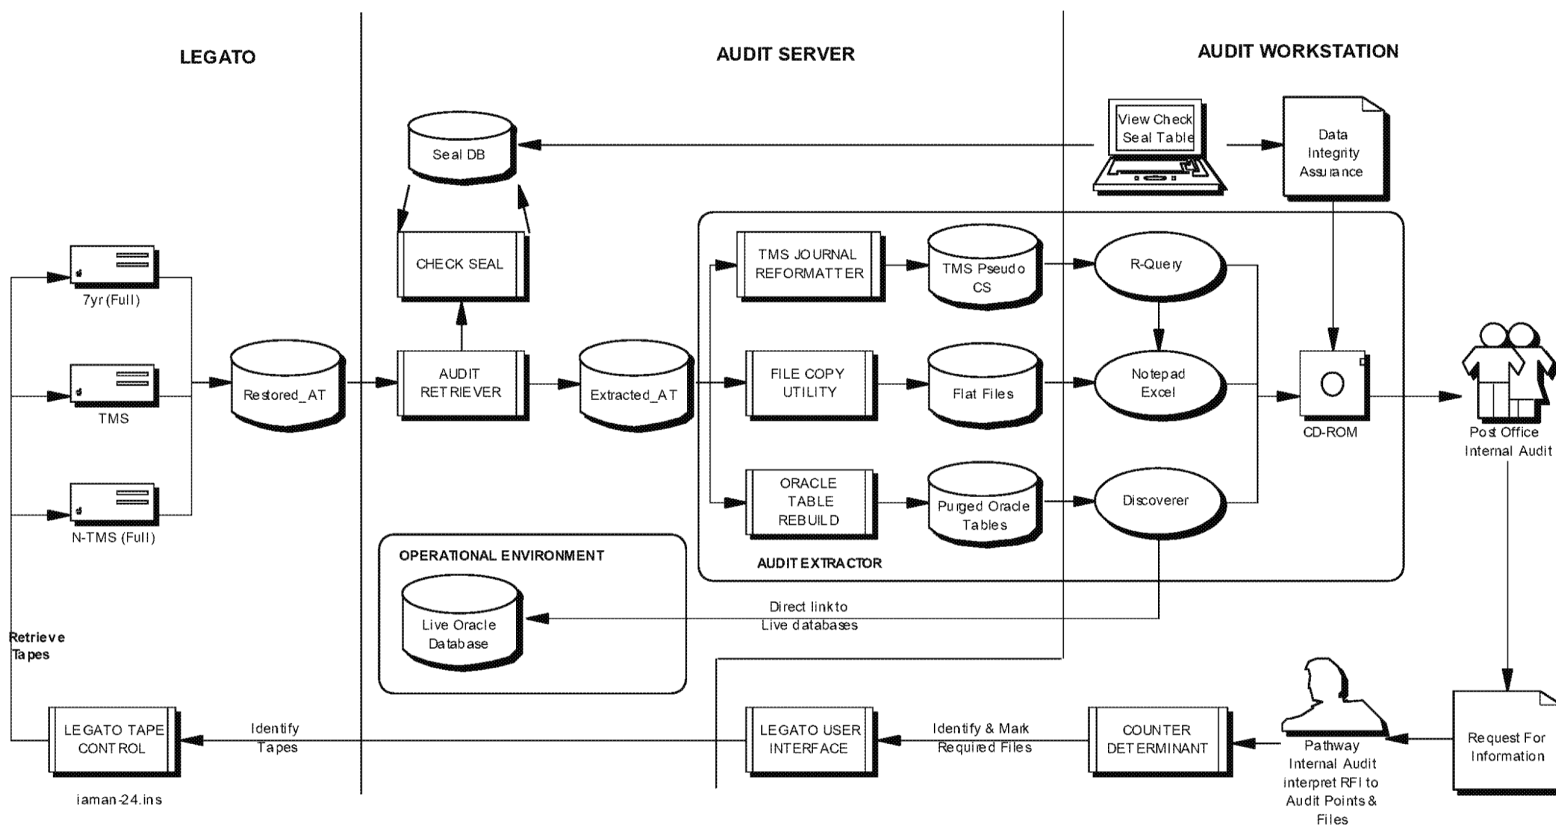 LEGATO
AUDIT SERVER
AUDIT WORKSTATION
View Check
Seal Table
Data
Integrity
Assurance
Seal DB
CHECK SEAL
TMS JOURNAL
REFORMATTER
TMS Pseudo
CS
R-Query
7yr (Full)
TMS
N-TMS (Full)
Restored_AT
AUDIT
RETRIEVER
Extracted_AT
FILE COPY
UTILITY
Flat Files
Notepad
Excel
CD-ROM
Post Office
Internal Audit
ORACLE
TABLE
REBUILD
Purged Oracle
Tables
Discoverer
AUDIT EXTRACTOR
OPERATIONAL ENVIRONMENT
Live Oracle
Database
Direct link to
Live databases
Retrieve
Tapes
LEGATO TAPE
CONTROL
iaman-24.ins
Identify
Tapes
LEGATO USER
INTERFACE
Identify & Mark
Required Files
COUNTER
DETERMINANT
Pathway
Internal Audit
interpret RFI to
Audit Points &
Files
Request For
Information